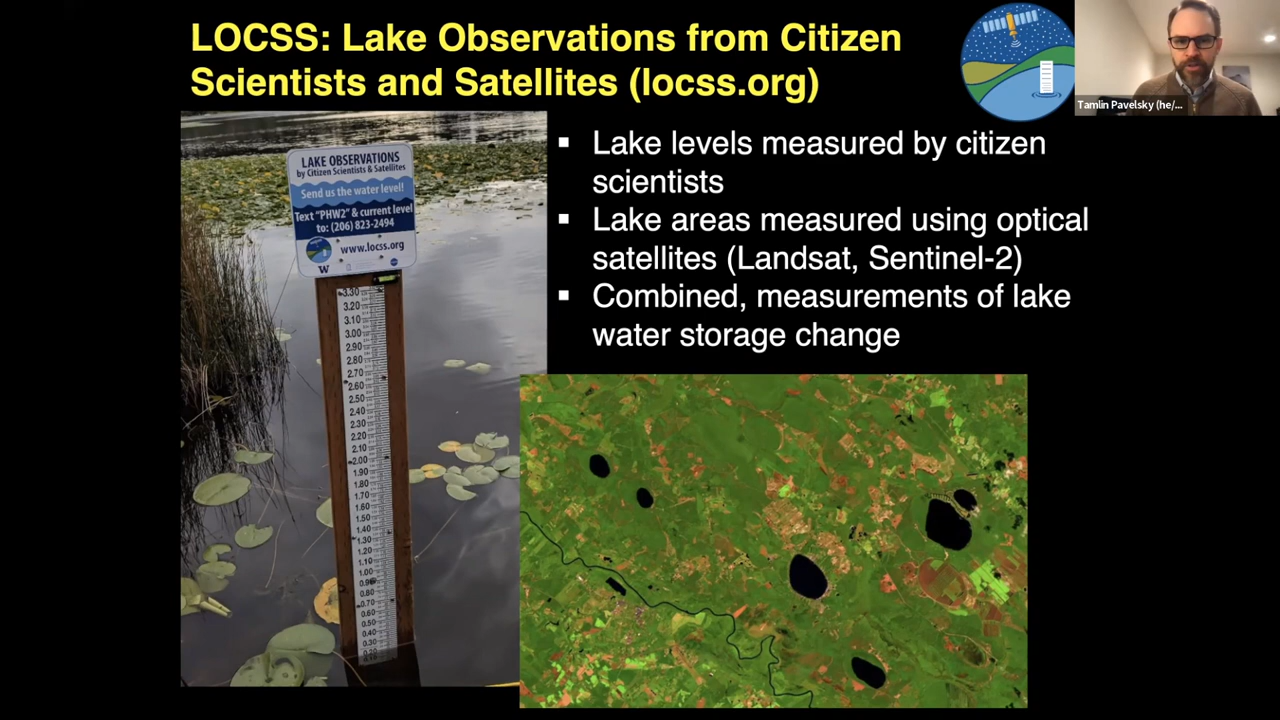 LOCSS: Lake Observations from Citizen
Scientists and Satellites (locss.org)
Tamlin Pavelsky (he/...
▪ Lake levels measured by citizen
scientists
▪ Lake areas measured using optical
satellites (Landsat, Sentinel-2)
▪ Combined, measurements of lake
water storage change
LAKE OBSERVATIONS
by Citizen Scientists & Satellites
Send us the water level!
Text "PHW2" & current level
to: (206) 823-2494
www.locss.org
W
3.30
3.20
3.10
3.00
2.90
2.80
2.70
2.60
2.50
2.40
2.30
2.20
2.10
2.00
1.90
1.80
1.70
1.60
1.50
1.40
1.30
1.20
1.10
1.00
0.90
0.80
0.70
0.60
0.50
0.40
0.30